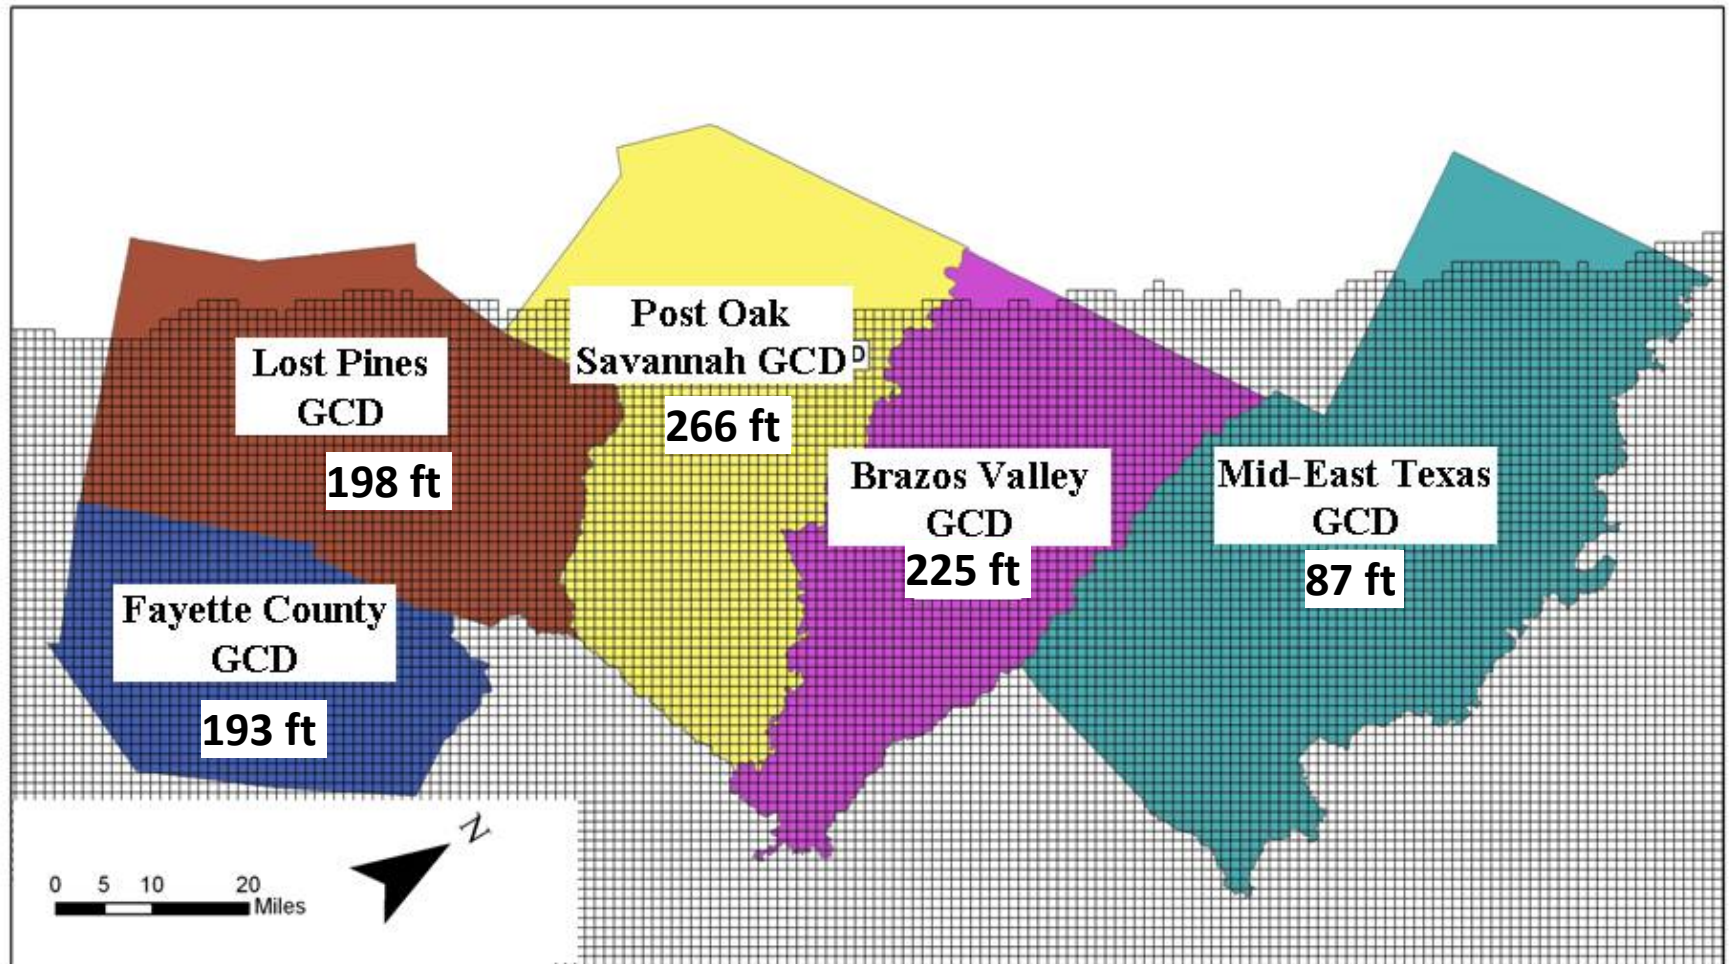 Post Oak
Savannah GCD
D
266 ft
Lost Pines
GCD
198 ft
Brazos Valley
GCD
225 ft
Mid-East Texas
GCD
87 ft
Fayette County
GCD
193 ft
N
0 5 10 20
Miles